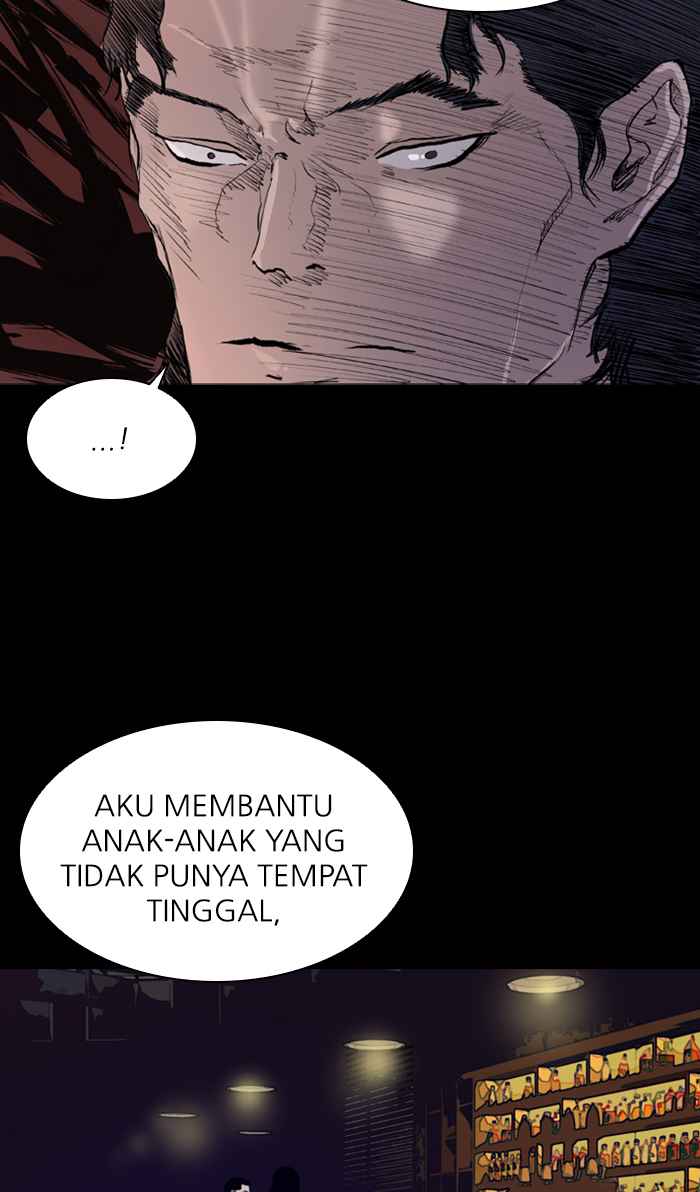 ...!
AKU MEMBANTU
ANAK-ANAK YANG
TIDAK PUNYA TEMPAT
TINGGAL,